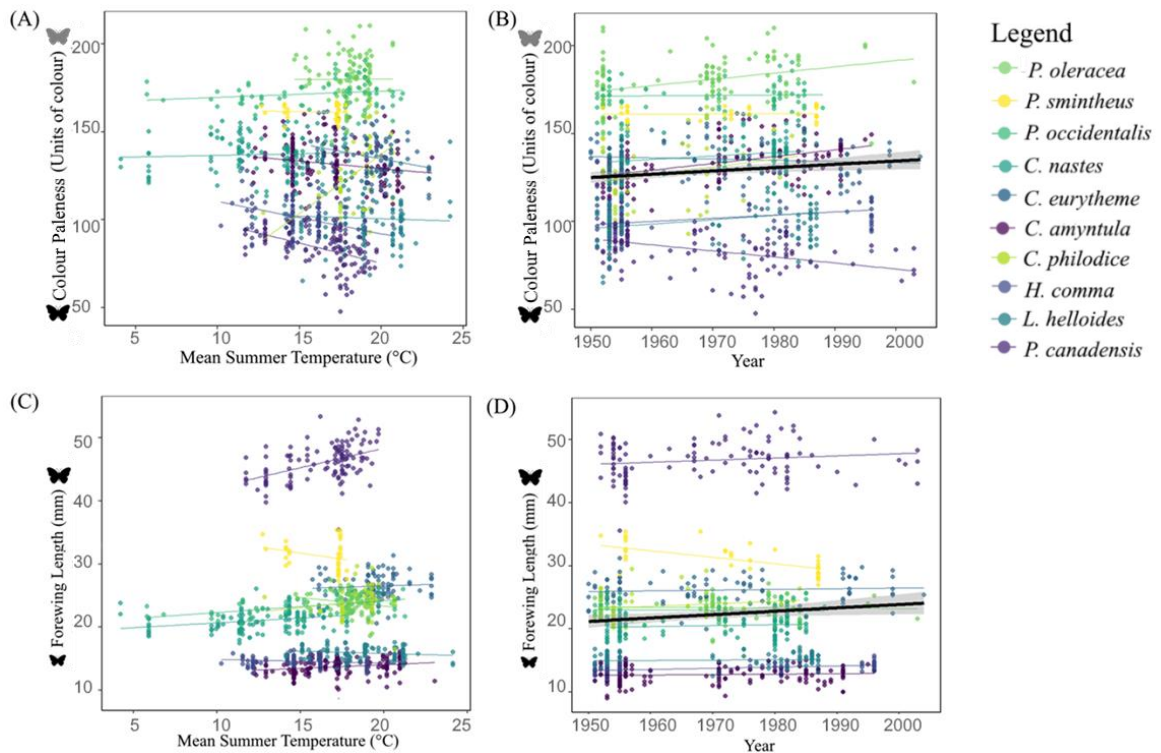 (A)
Colour Paleness (Units of colour)
200
150
100
50
5
10
15
20
25
Mean Summer Temperature (°C)
(B)
Colour Paleness (Units of colour)
200
150
100
50
1950
1960
1970
1980
1990
2000
Year
Legend
P. oleracea
P. smintheus
P. occidentalis
C. nastes
C. eurytheme
C. amyntula
C. philodice
H. comma
L. helloides
P. canadensis
(C)
Forewing Length (mm)
50
40
30
20
10
5
10
15
20
25
Mean Summer Temperature (°C)
(D)
Forewing Length (mm)
50
40
30
20
10
1950
1960
1970
1980
1990
2000
Year